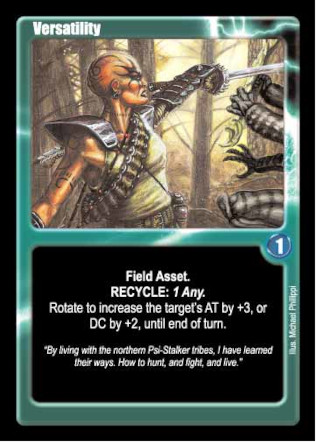 Versatility
1
Field Asset.
RECYCLE: 1 Any.
Rotate to increase the target's AT by +3, or
DC by +2, until end of turn.
"By living with the northern Psi-Stalker tribes, I have learned
their ways. How to hunt, and fight, and live."
Illus. Michael Philippi